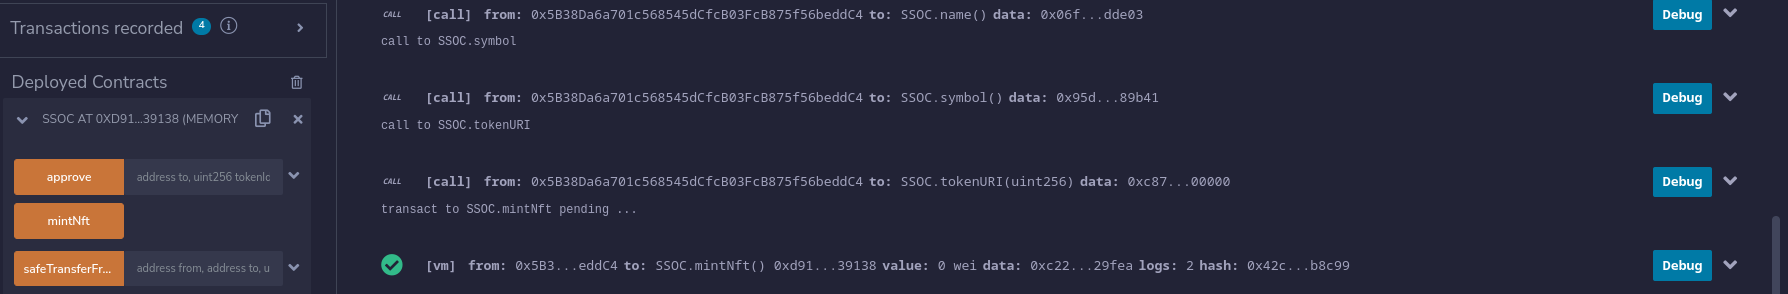 Transactions recorded 4 i
Deployed Contracts
SSOC AT 0XD91...39138 (MEMORY
approve address to, uint256 tokenIc
mintNft
safeTransferFr... address from, address to, u
CALL [call] from: 0x5B38Da6a701c568545dCfcB03FcB875f56beddC4 to: SSOC.name() data: 0x06f...dde03 Debug
call to SSOC.symbol
CALL [call] from: 0x5B38Da6a701c568545dCfcB03FcB875f56beddC4 to: SSOC.symbol() data: 0x95d...89b41 Debug
call to SSOC.tokenURI
CALL [call] from: 0x5B38Da6a701c568545dCfcB03FcB875f56beddC4 to: SSOC.tokenURI(uint256) data: 0xc87...00000 Debug
transact to SSOC.mintNft pending ...
[vm] from: 0x5B3...eddC4 to: SSOC.mintNft() 0xd91...39138 value: 0 wei data: 0xc22...29fea logs: 2 hash: 0x42c...b8c99 Debug